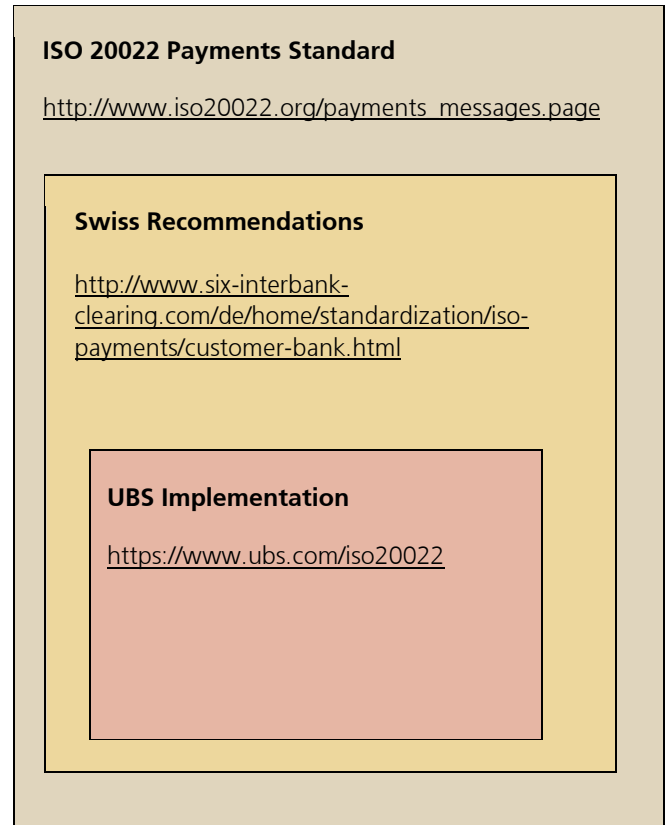 ISO 20022 Payments Standard
http://www.iso20022.org/payments_messages.page
Swiss Recommendations
http://www.six-interbank-
clearing.com/de/home/standardization/iso-
payments/customer-bank.html
UBS Implementation
https://www.ubs.com/iso20022